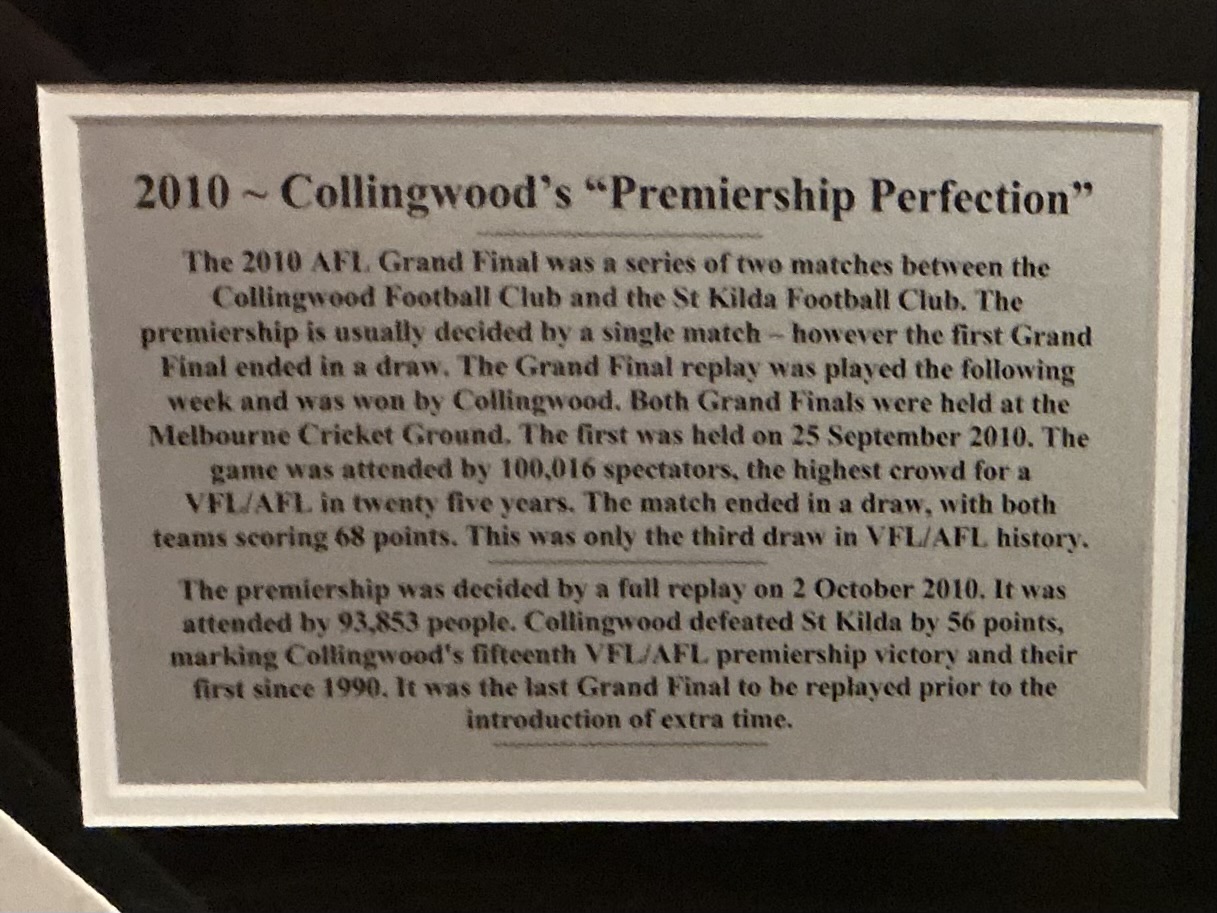 2010 ~ Collingwood's “Premiership Perfection”
The 2010 AFL Grand Final was a series of two matches between the
Collingwood Football Club and the St Kilda Football Club. The
premiership is usually decided by a single match – however the first Grand
Final ended in a draw. The Grand Final replay was played the following
week and was won by Collingwood. Both Grand Finals were held at the
Melbourne Cricket Ground. The first was held on 25 September 2010. The
game was attended by 100,016 spectators, the highest crowd for a
VFL/AFL in twenty five years. The match ended in a draw, with both
teams scoring 68 points. This was only the third draw in VFL/AFL history.
The premiership was decided by a full replay on 2 October 2010. It was
attended by 93,853 people. Collingwood defeated St Kilda by 56 points,
marking Collingwood's fifteenth VFL/AFL premiership victory and their
first since 1990. It was the last Grand Final to be replayed prior to the
introduction of extra time.